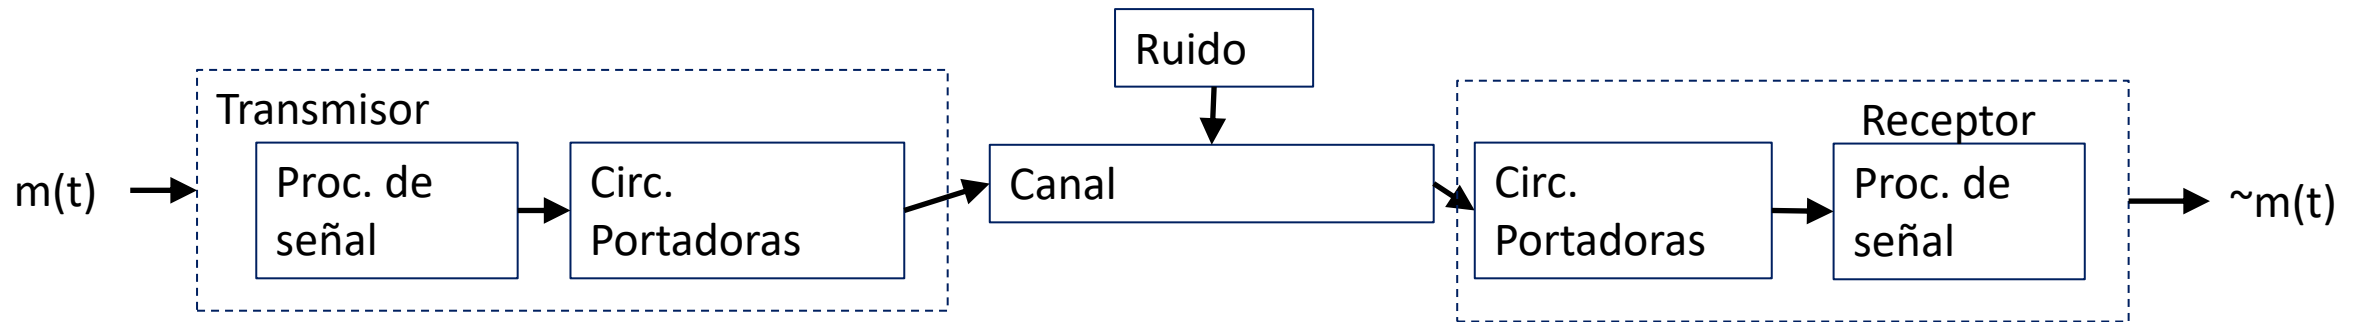 Ruido
Transmisor
Receptor
m(t)
Proc. de
señal
Circ.
Portadoras
Canal
Circ.
Portadoras
Proc. de
señal
~m(t)